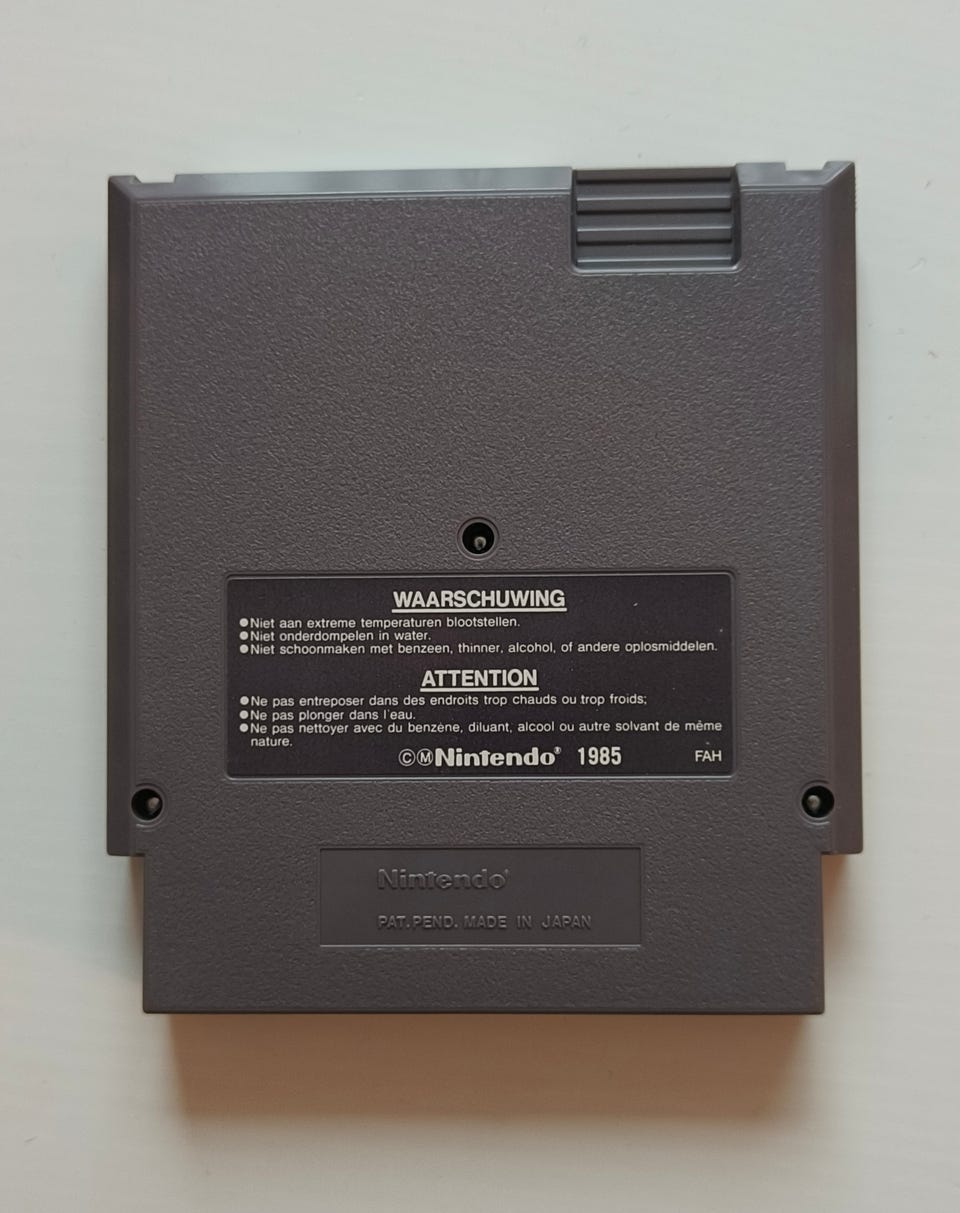 WAARSCHUWING
●Niet aan extreme temperaturen blootstellen.
●Niet onderdompelen in water.
●Niet schoonmaken met benzeen, thinner, alcohol, of andere oplosmiddelen.
ATTENTION
●Ne pas entreposer dans des endroits trop chauds ou trop froids;
●Ne pas plonger dans l'eau.
●Ne pas nettoyer avec du benzène, diluant, alcool ou autre solvant de même
nature.
ⒸⓂNintendo® 1985 FAH
Nintendo®
PAT.PEND. MADE IN JAPAN